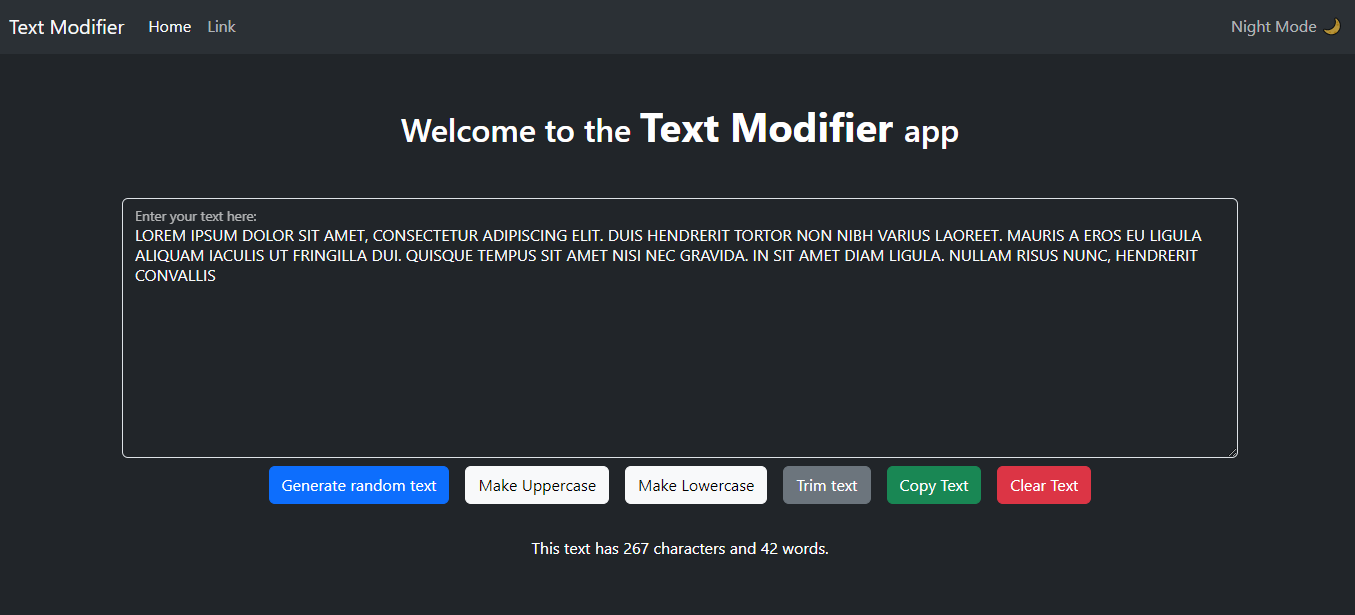 Text Modifier Home Link Night Mode 🌙
Welcome to the Text Modifier app
Enter your text here:
LOREM IPSUM DOLOR SIT AMET, CONSECTETUR ADIPISCING ELIT. DUIS HENDRERIT TORTOR NON NIBH VARIUS LAOREET. MAURIS A EROS EU LIGULA
ALIQUAM IACULIS UT FRINGILLA DUI. QUISQUE TEMPUS SIT AMET NISI NEC GRAVIDA. IN SIT AMET DIAM LIGULA. NULLAM RISUS NUNC, HENDRERIT
CONVALLIS
Generate random text Make Uppercase Make Lowercase Trim text Copy Text Clear Text
This text has 267 characters and 42 words.